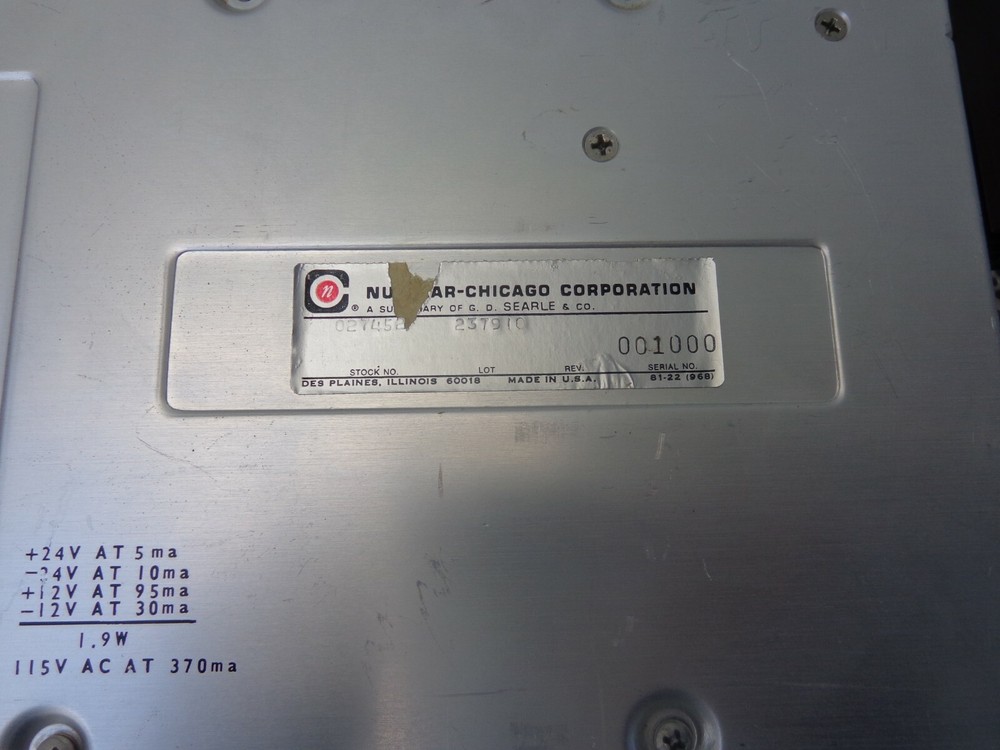 n NU AR-CHICAGO CORPORATION
® A SU IARY OF G. D. SEARLE & CO.
001000
STOCK NO. LOT REV. SERIAL NO.
DES PLAINES, ILLINOIS 60018 MADE IN U.S.A. 81-22 (968)
+24V AT 5ma
-24V AT 10ma
+12V AT 95ma
-12V AT 30ma
1.9W
115V AC AT 370ma